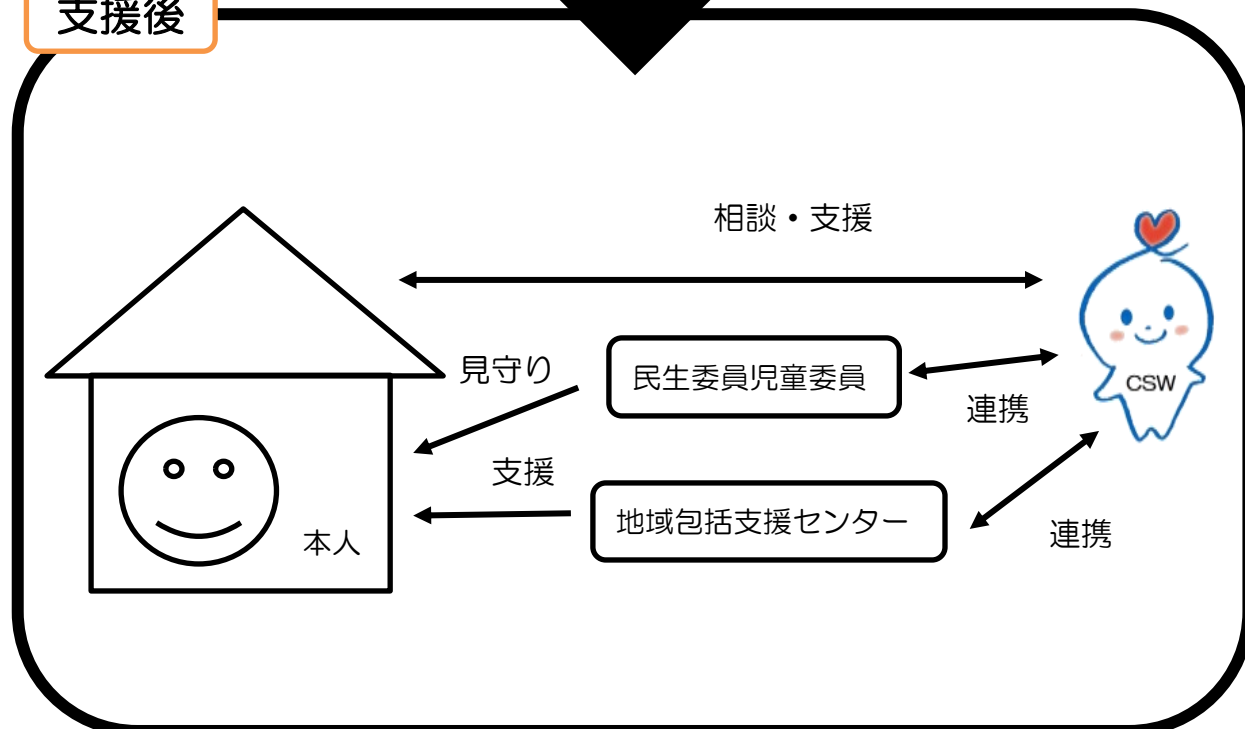 支援後
相談・支援
見守り
民生委員児童委員
CSW
連携
支援
地域包括支援センター
連携
本人